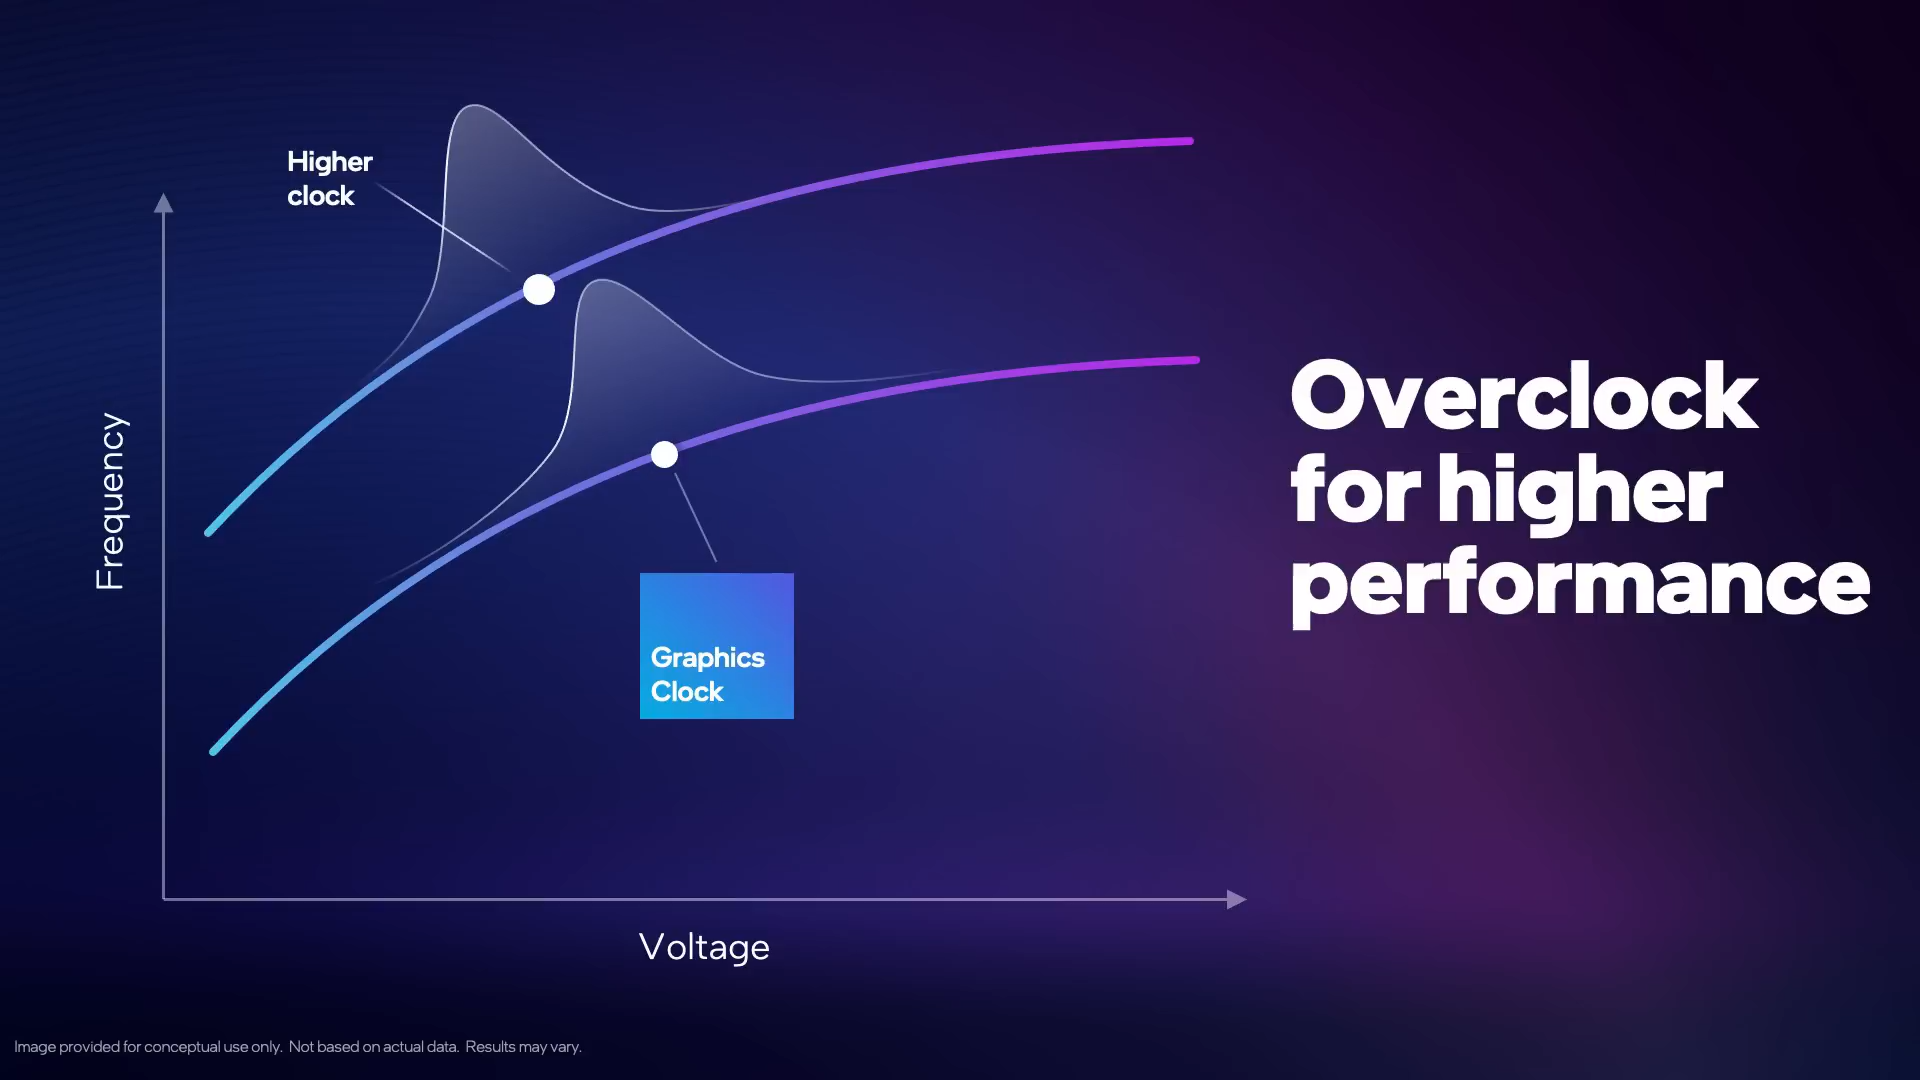 Higher
clock
Frequency
Graphics
Clock
Voltage
Overclock
for higher
performance
Image provided for conceptual use only. Not based on actual data. Results may vary.